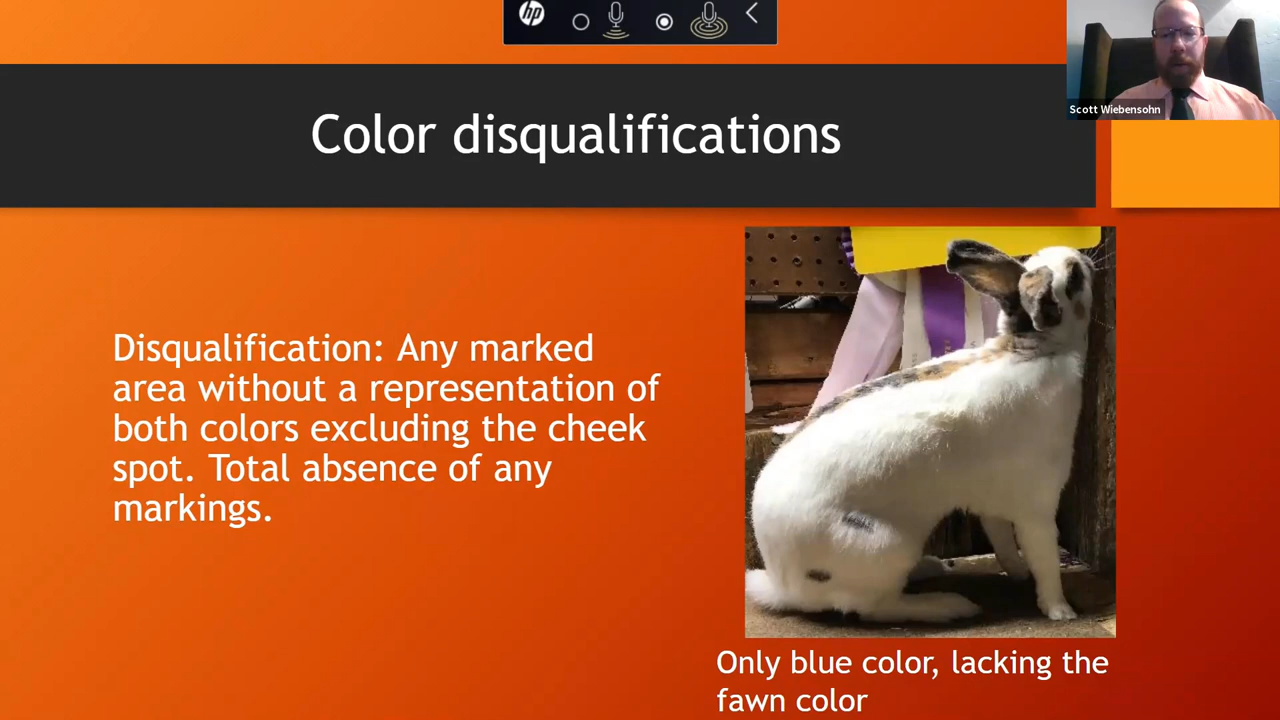 hp
Scott Wiebensohn
Color disqualifications
Disqualification: Any marked
area without a representation of
both colors excluding the cheek
spot. Total absence of any
markings.
Only blue color, lacking the
fawn color